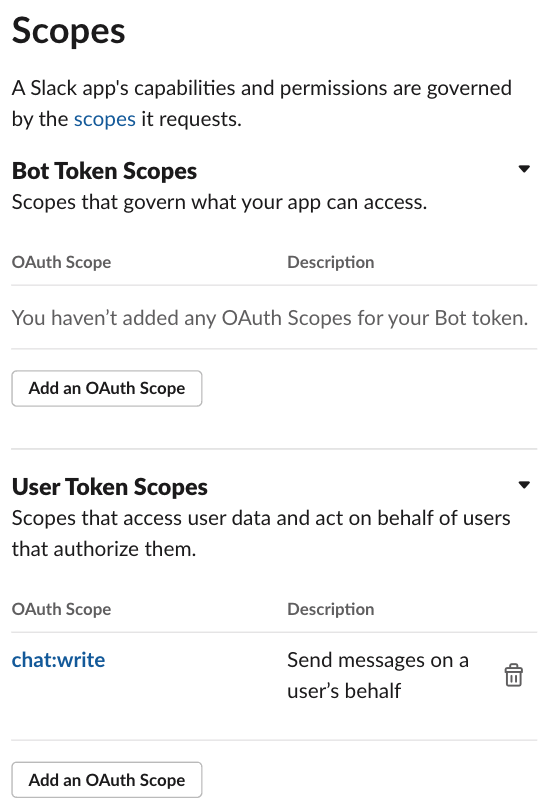 Scopes
A Slack app's capabilities and permissions are governed
by the scopes it requests.
Bot Token Scopes
Scopes that govern what your app can access.
OAuth Scope Description
You haven’t added any OAuth Scopes for your Bot token.
Add an OAuth Scope
User Token Scopes
Scopes that access user data and act on behalf of users
that authorize them.
OAuth Scope Description
chat:write Send messages on a
user’s behalf
Add an OAuth Scope